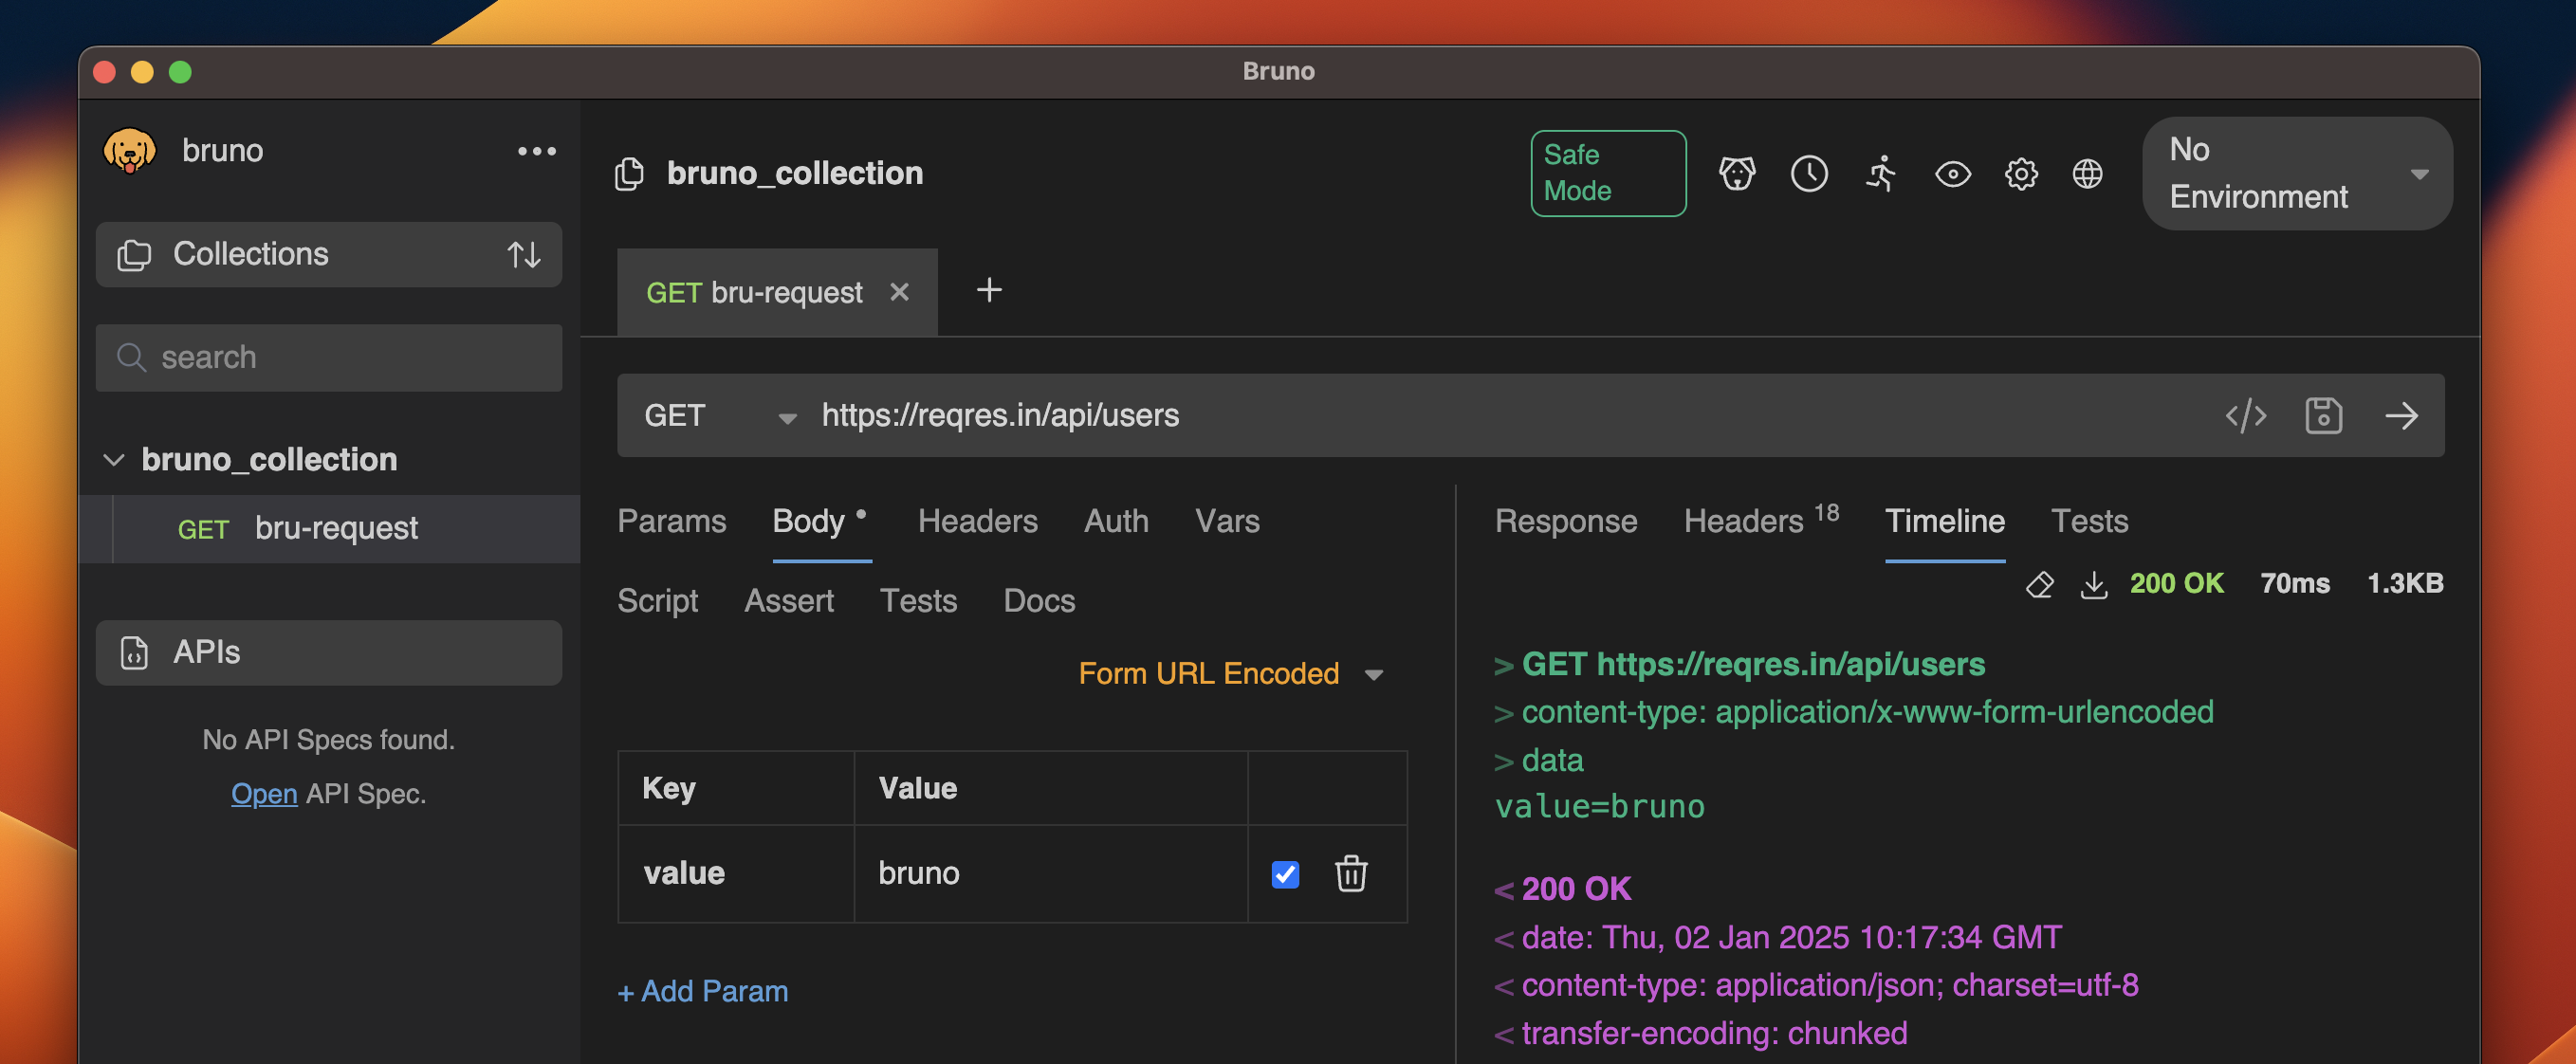 Bruno
bruno
Collections
search
bruno_collection
GET bru-request
APIs
No API Specs found.
Open API Spec.
bruno_collection
Safe
Mode
No
Environment
GET bru-request
GET https://reqres.in/api/users
Params Body Headers Auth Vars
Script Assert Tests Docs
Form URL Encoded
Key Value
value bruno
+ Add Param
Response Headers 18 Timeline Tests
200 OK 70ms 1.3KB
> GET https://reqres.in/api/users
> content-type: application/x-www-form-urlencoded
> data
value=bruno
< 200 OK
< date: Thu, 02 Jan 2025 10:17:34 GMT
< content-type: application/json; charset=utf-8
< transfer-encoding: chunked